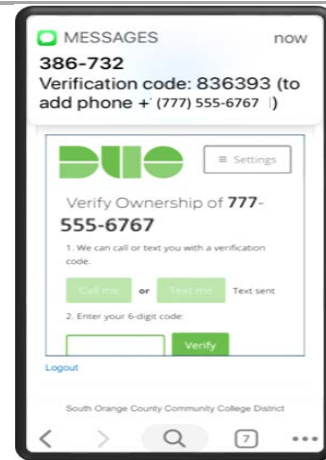 MESSAGES now
386-732
Verification code: 836393 (to
add phone + (777) 555-6767 )
DUO
≡ Settings
Verify Ownership of 777-
555-6767
1. We can call or text you with a verification
code.
Call me or Text me Text sent
2. Enter your 6-digit code:
Verify
Logout
South Orange County Community College District
7